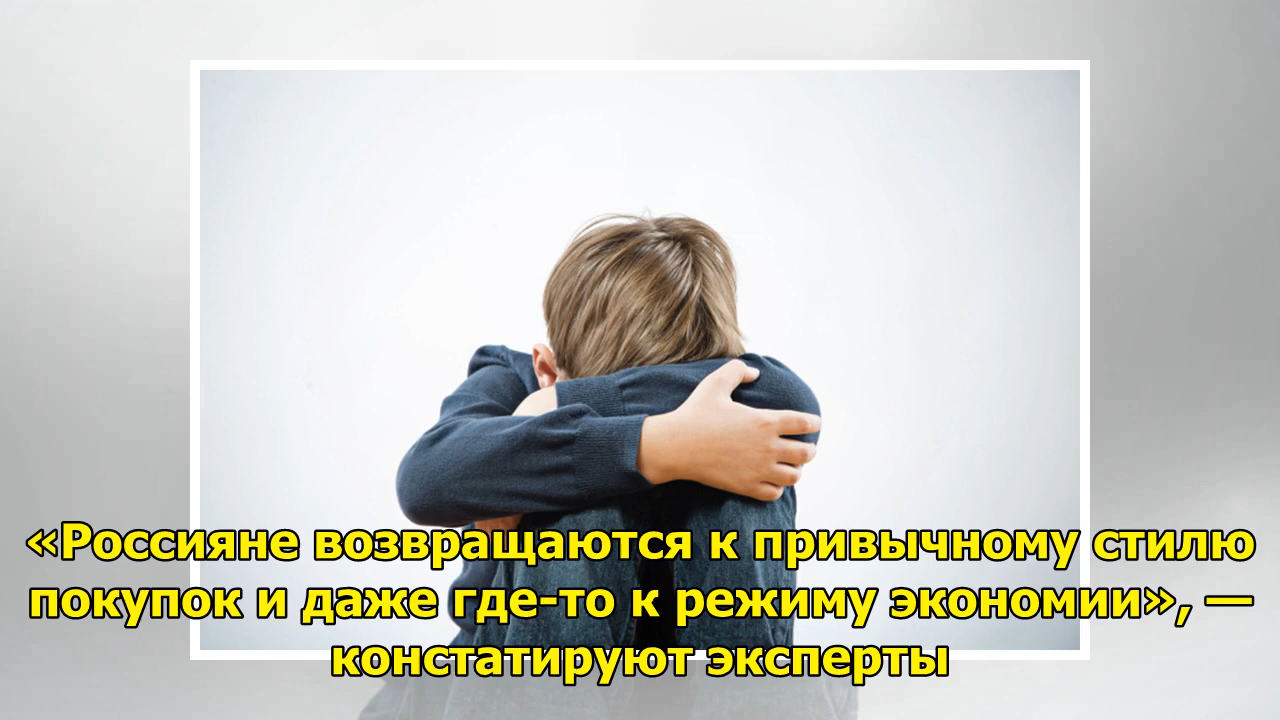 «Россияне возвращаются к привычному стилю
покупок и даже где-то к режиму экономии», —
констатируют эксперты